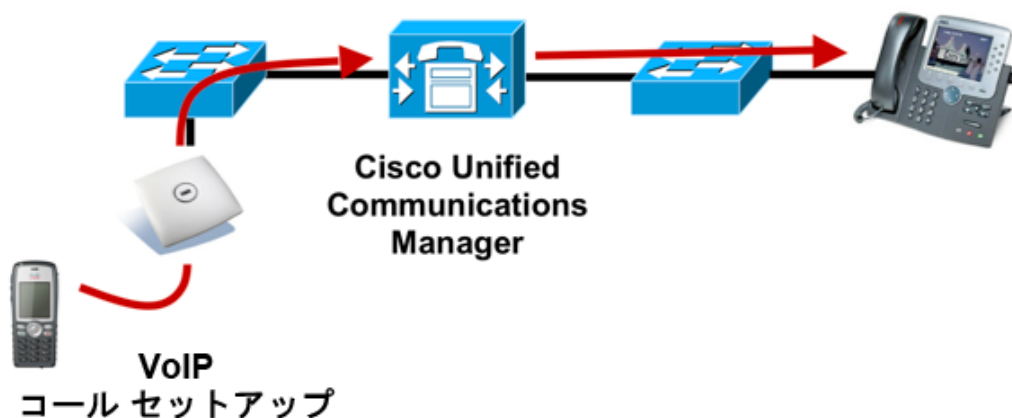 Cisco Unified
Communications
Manager
VoIP
コール セットアップ